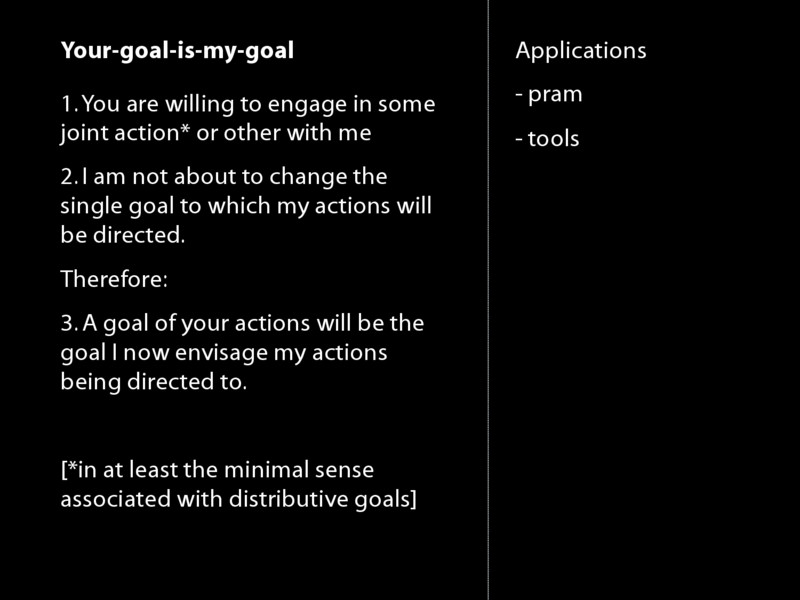 Your-goal-is-my-goal
1. You are willing to engage in some
joint action* or other with me
2. I am not about to change the
single goal to which my actions will
be directed.
Therefore:
3. A goal of your actions will be the
goal I now envisage my actions
being directed to.
[*in at least the minimal sense
associated with distributive goals]
Applications
- pram
- tools